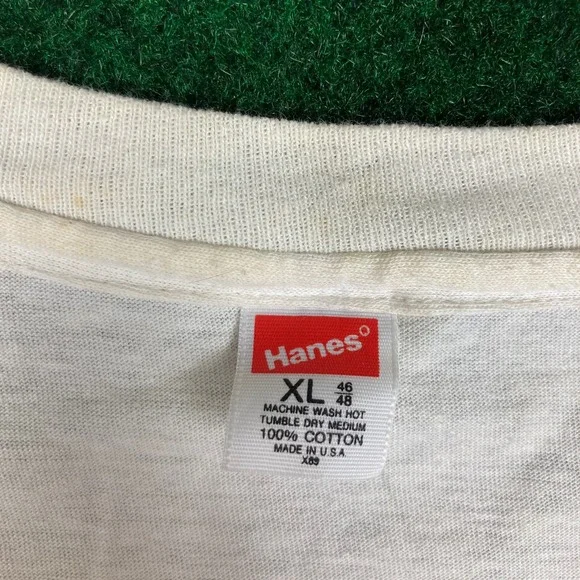 Hanes
XL 46/48
MACHINE WASH HOT
TUMBLE DRY MEDIUM
100% COTTON
MADE IN U.S.A.
X89